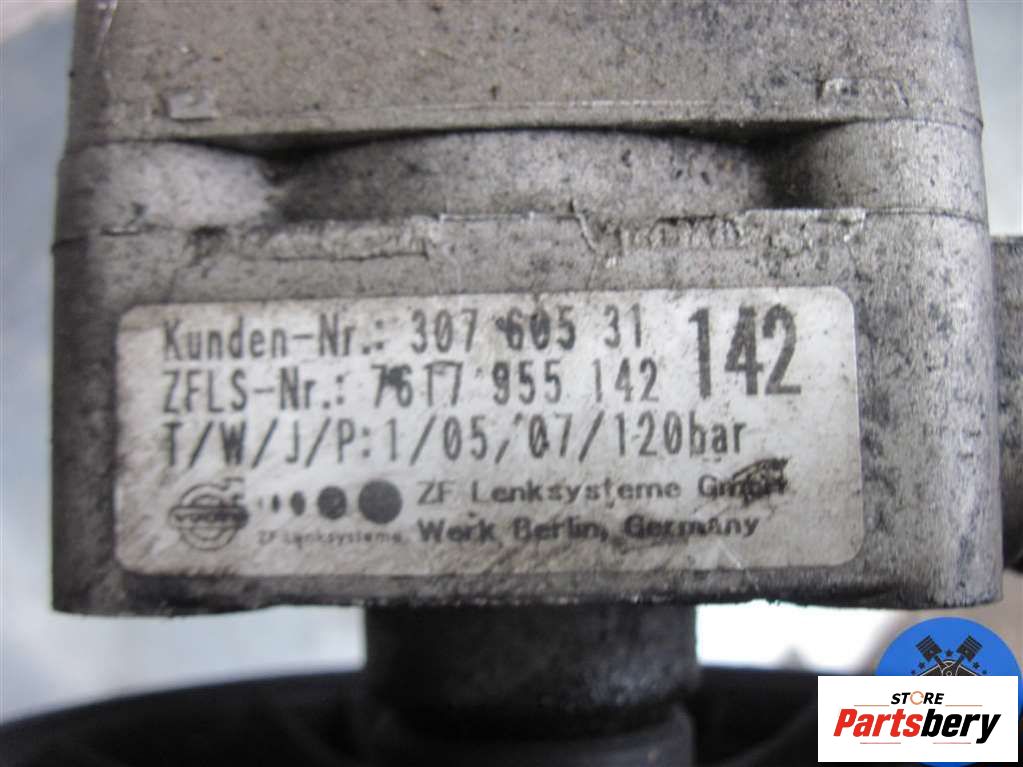 Kunden-Nr.: 307 605 31
142
ZFLS-Nr.: 7617 955 142
T/W/J/P:1/05/07/120bar
ZF Lenksysteme GmbH
ZF Lenksysteme
Werk Berlin, Germany
STORE
Partsbery